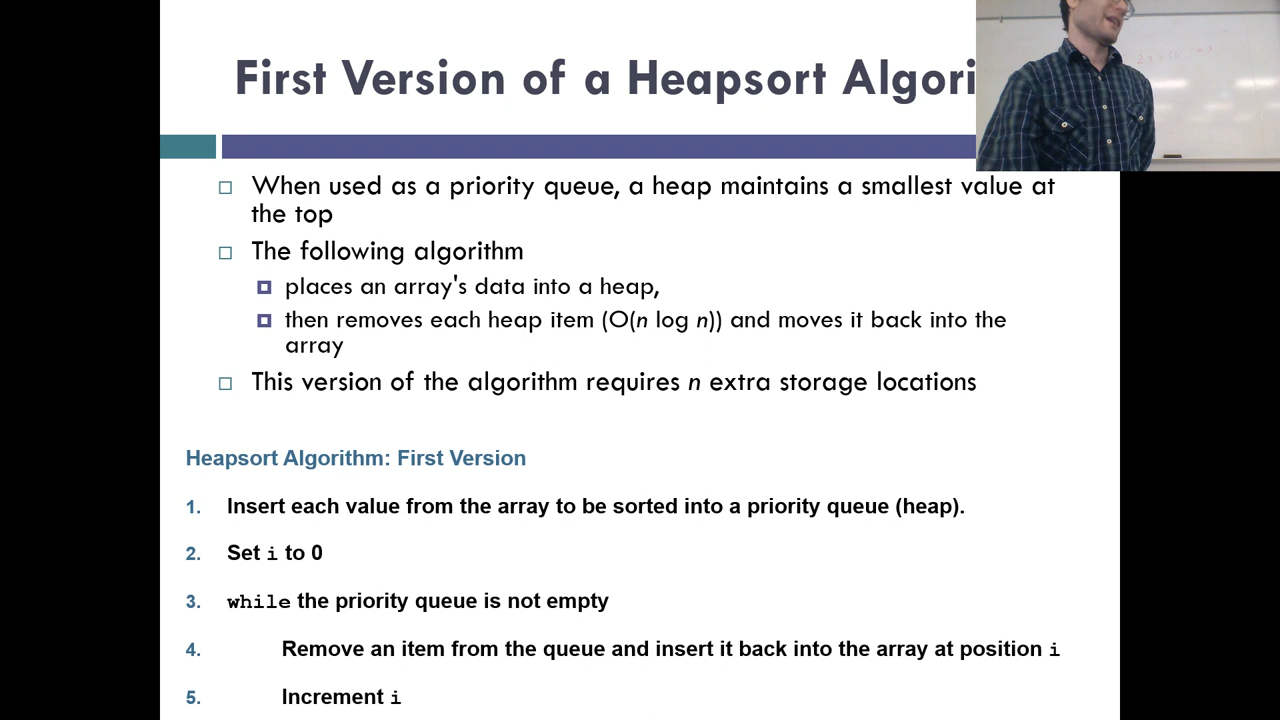 First Version of a Heapsort Algori
When used as a priority queue, a heap maintains a smallest value at
the top
The following algorithm
places an array's data into a heap,
then removes each heap item (O(n log n)) and moves it back into the
array
This version of the algorithm requires n extra storage locations
Heapsort Algorithm: First Version
1. Insert each value from the array to be sorted into a priority queue (heap).
2. Set i to 0
3. while the priority queue is not empty
4. Remove an item from the queue and insert it back into the array at position i
5. Increment i